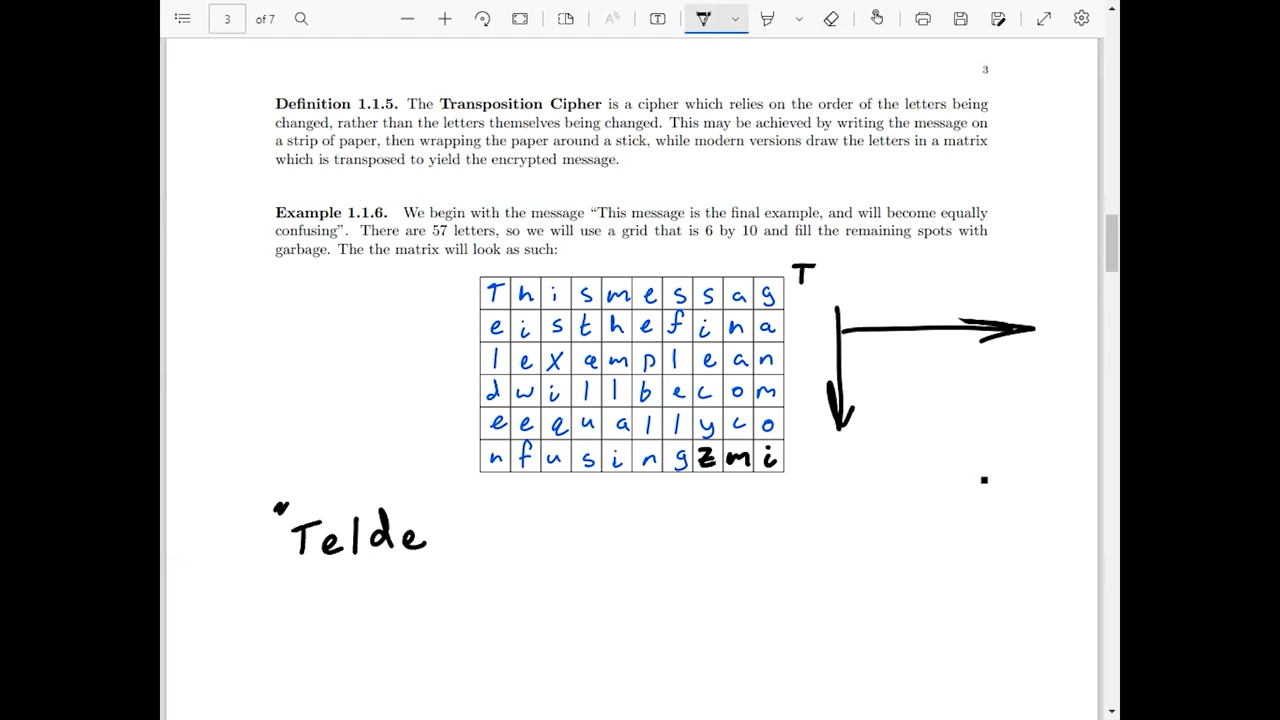 3 of 7
3
Definition 1.1.5. The Transposition Cipher is a cipher which relies on the order of the letters being
changed, rather than the letters themselves being changed. This may be achieved by writing the message on
a strip of paper, then wrapping the paper around a stick, while modern versions draw the letters in a matrix
which is transposed to yield the encrypted message.
Example 1.1.6. We begin with the message “This message is the final example, and will become equally
confusing”. There are 57 letters, so we will use a grid that is 6 by 10 and fill the remaining spots with
garbage. The the matrix will look as such:
T
T h i s m e s s a g
e i s t h e f i n a
l e x a m p l e a n
d w i l l b e c o m
e e q u a l l y c o
n f u s i n g z m i
"Telde